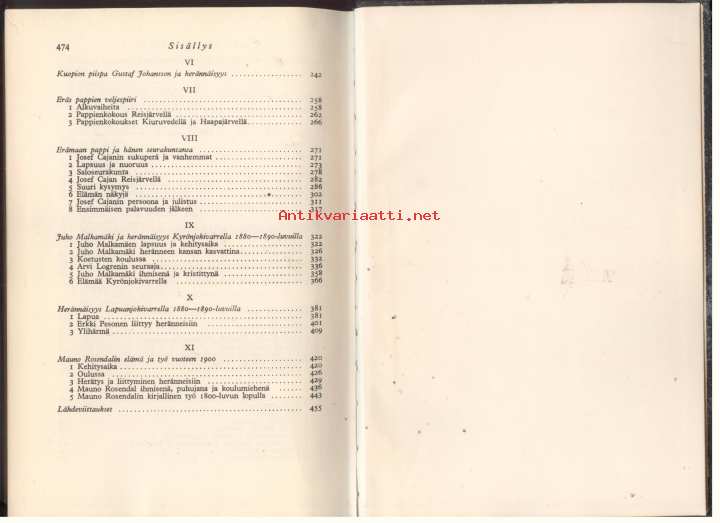 474 Sisällys
VI
Kuopion piispa Gustaf Johansson ja herännäisyys 242
VII
Eräs pappien veljespiiri 258
1 Alkuvaiheita 258
2 Pappienkokous Reisjärvellä 262
3 Pappienkokoukset Kiuruvedellä ja Haapajärvellä 266
VIII
Erämaan pappi ja hänen seurakuntansa 271
1 Josef Cajanin sukuperä ja vanhemmat 271
2 Lapsuus ja nuoruus 273
3 Saloseurakunta 278
4 Josef Cajan Reisjärvellä 282
5 Suuri kysymys 286
6 Elämän näkyjä 302
7 Josef Cajanin persoona ja julistus 311
8 Ensimmäisen palavuuden jälkeen 317
Antikvariaatti.net
IX
Juho Malkamäki ja herännäisyys Kyrönjokivarrella 1880—1890-luvuilla 322
1 Juho Malkamäen lapsuus ja kehitysaika 322
2 Juho Malkamäki heränneen kansan kasvattina 326
3 Koetusten koulussa 332
4 Arvi Logrenin seuraaja 336
5 Juho Malkamäki ihmisenä ja kristittynä 358
6 Elämää Kyrönjokivarrella 366
X
Herännäisyys Lapuanjokivarrella 1880—1890-luvuilla 381
1 Lapua 381
2 Erkki Pesonen liittyy heränneisiin 401
3 Ylihärmä 409
XI
Mauno Rosendalin elämä ja työ vuoteen 1900 420
1 Kehitysaika 420
2 Oulussa 426
3 Herätys ja liittyminen heränneisiin 429
4 Mauno Rosendal ihmisenä, puhujana ja koulumiehenä 436
5 Mauno Rosendalin kirjallinen työ 1800-luvun lopulla 443
Lähdeviittaukset 455